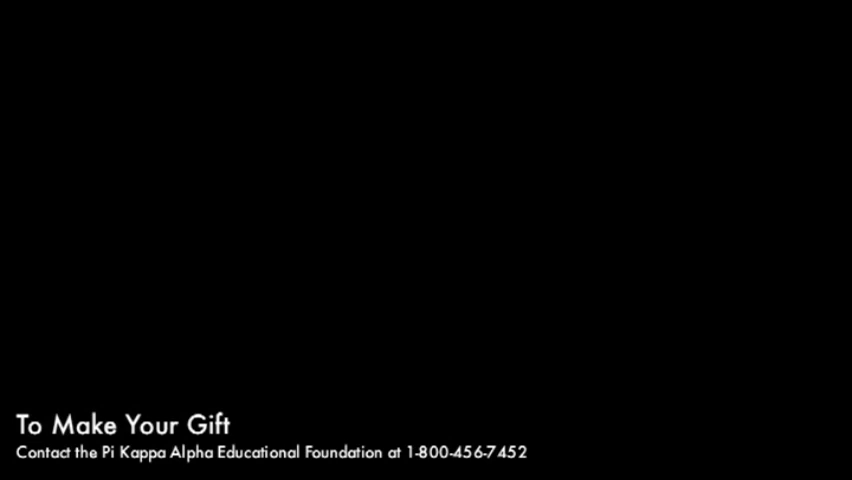 To Make Your Gift
Contact the Pi Kappa Alpha Educational Foundation at 1-800-456-7452